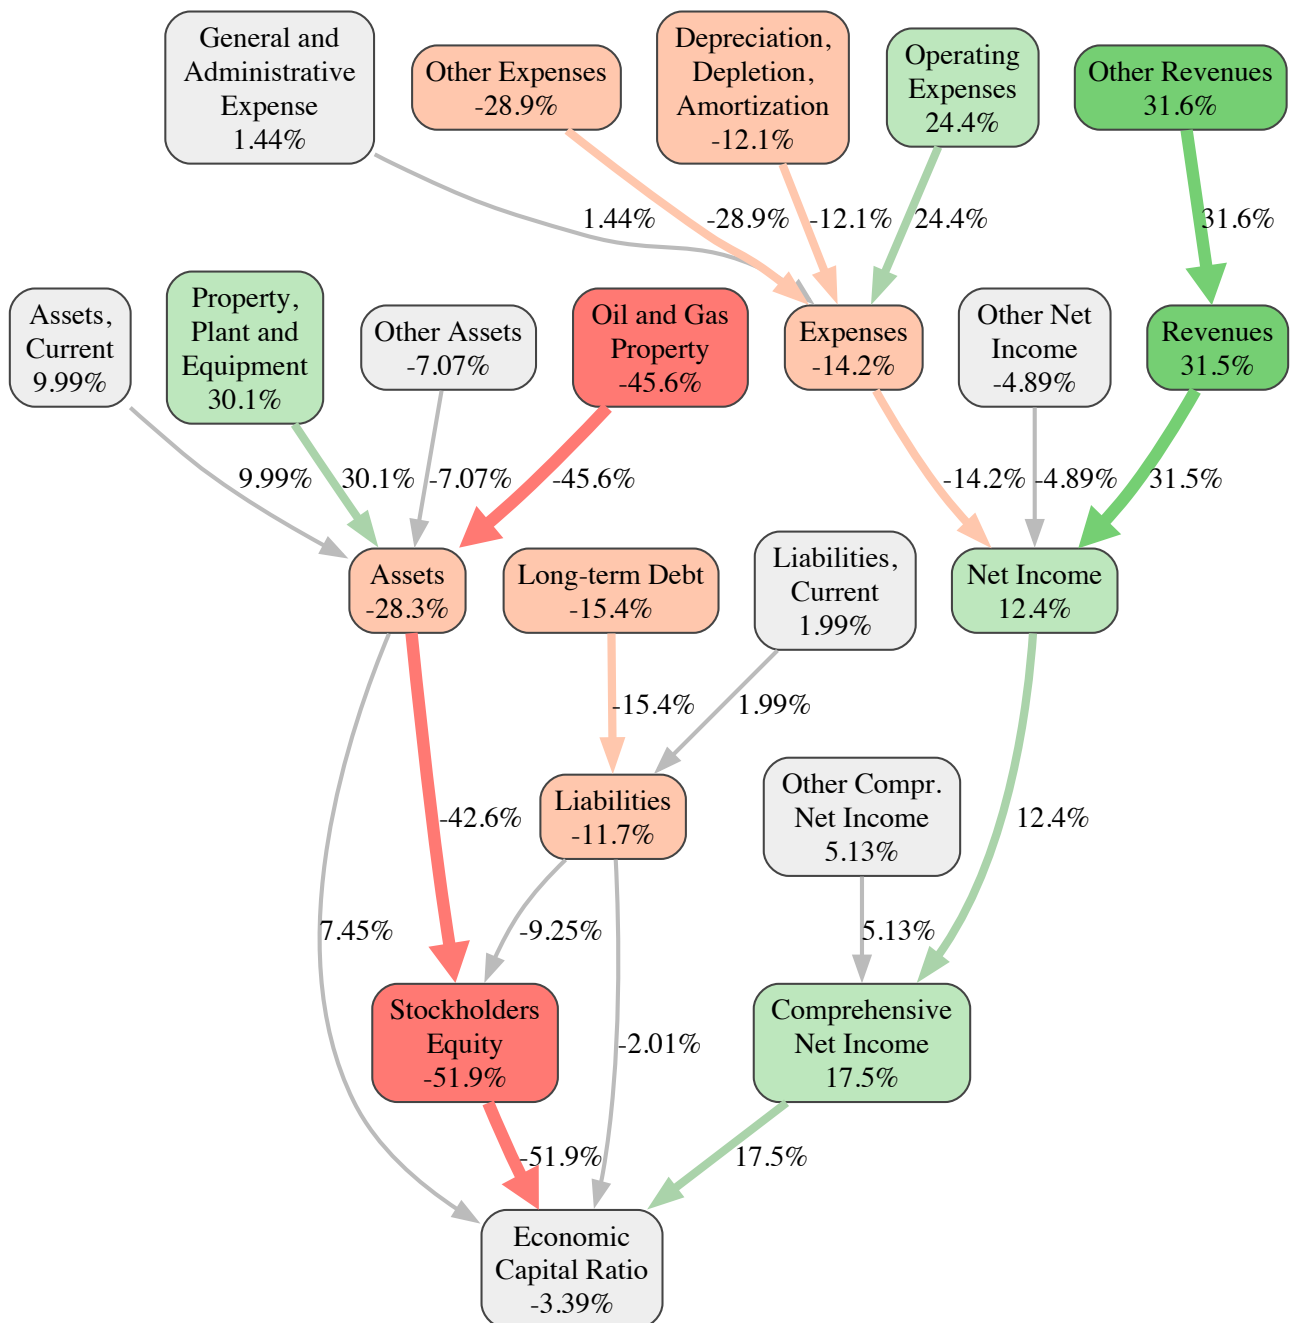 General and
Administrative
Expense
1.44%
Other Expenses
-28.9%
Depreciation,
Depletion,
Amortization
-12.1%
Operating
Expenses
24.4%
Other Revenues
31.6%
1.44%
-28.9%
-12.1%
24.4%
31.6%
Assets,
Current
9.99%
Property,
Plant and
Equipment
30.1%
Other Assets
-7.07%
Oil and Gas
Property
-45.6%
Expenses
-14.2%
Other Net
Income
-4.89%
Revenues
31.5%
9.99%
30.1%
-7.07%
-45.6%
-14.2%
-4.89%
31.5%
Assets
-28.3%
Long-term Debt
-15.4%
Liabilities,
Current
1.99%
Net Income
12.4%
-15.4%
1.99%
Liabilities
-11.7%
Other Compr.
Net Income
5.13%
-42.6%
12.4%
7.45%
-9.25%
5.13%
Stockholders
Equity
-51.9%
-2.01%
Comprehensive
Net Income
17.5%
-51.9%
17.5%
Economic
Capital Ratio
-3.39%